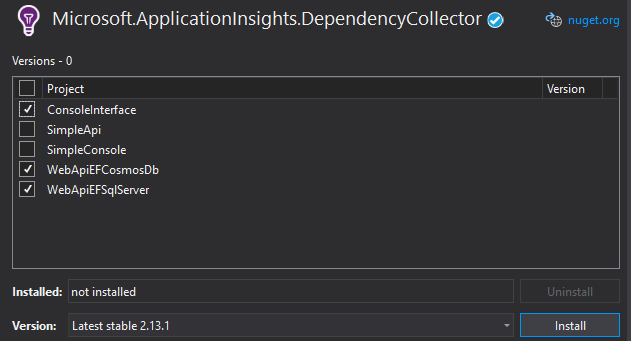 Microsoft.ApplicationInsights.DependencyCollector nuget.org
Versions - 0
Project Version
ConsoleInterface
SimpleApi
SimpleConsole
WebApiEFCosmosDb
WebApiEFSqlServer
Installed: not installed Uninstall
Version: Latest stable 2.13.1 Install